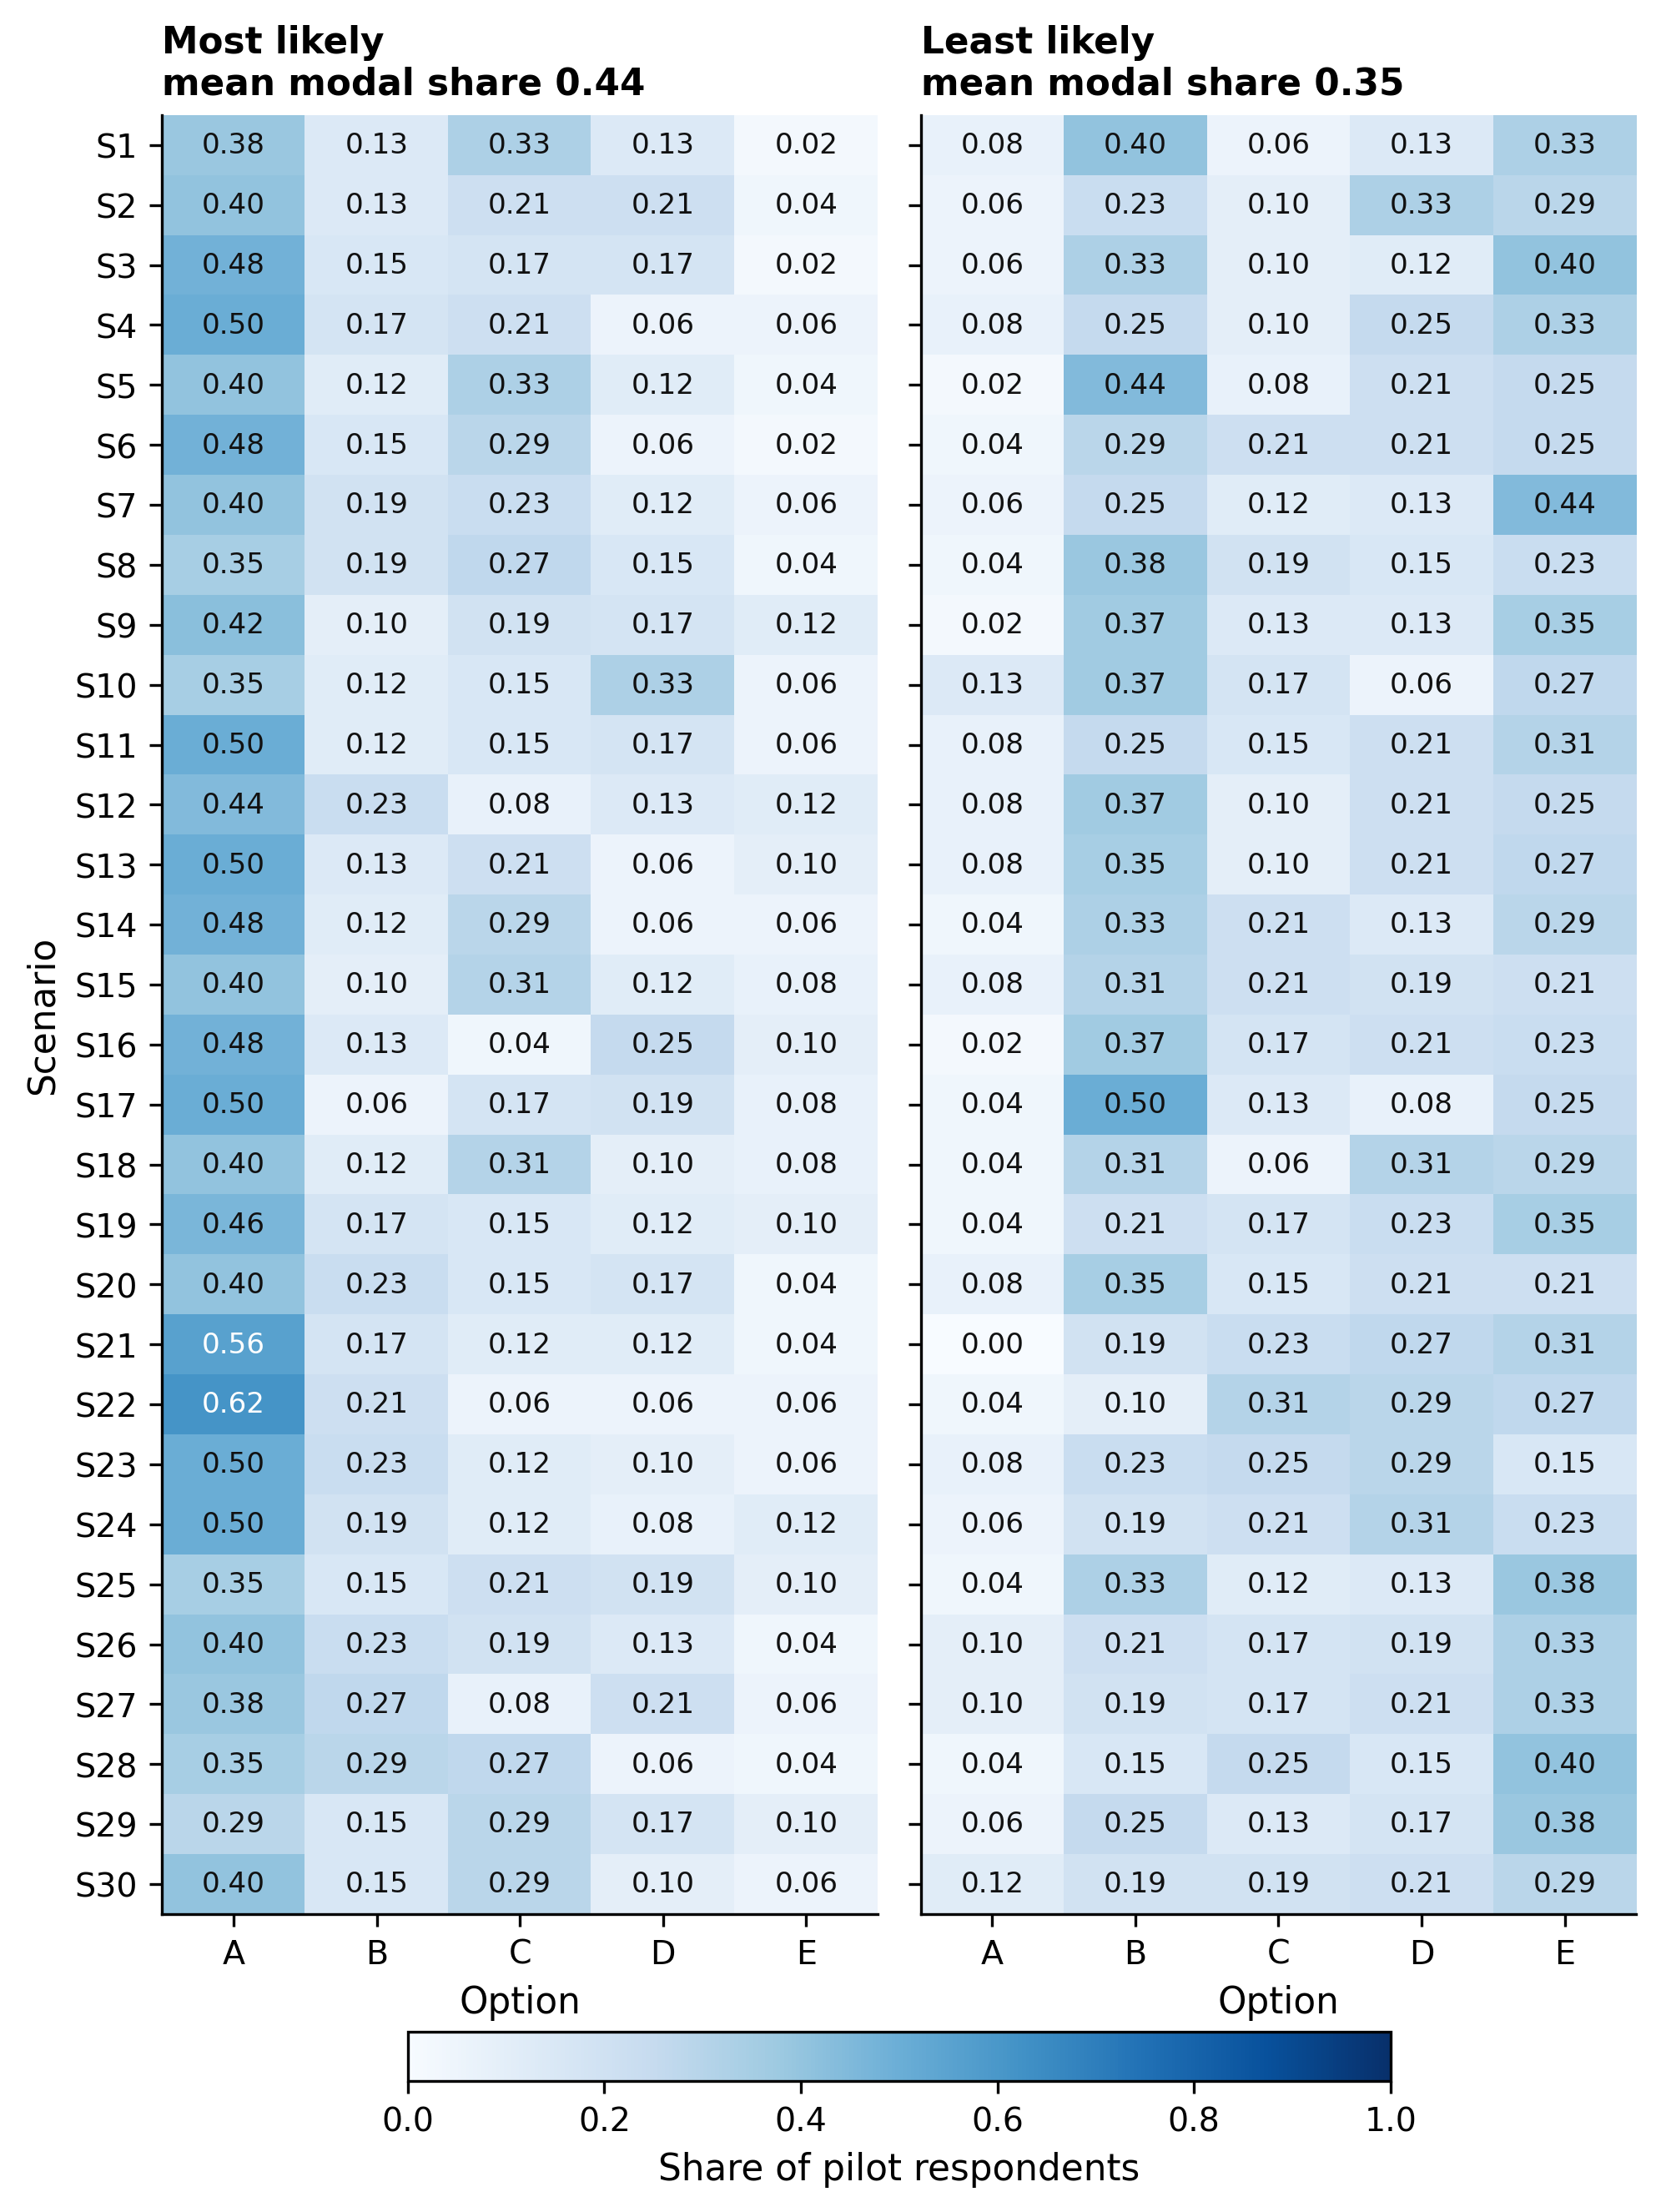 Most likely
mean modal share 0.44
Least likely
mean modal share 0.35
Scenario
S1 0.38 0.13 0.33 0.13 0.02 0.08 0.40 0.06 0.13 0.33
S2 0.40 0.13 0.21 0.21 0.04 0.06 0.23 0.10 0.33 0.29
S3 0.48 0.15 0.17 0.17 0.02 0.06 0.33 0.10 0.12 0.40
S4 0.50 0.17 0.21 0.06 0.06 0.08 0.25 0.10 0.25 0.33
S5 0.40 0.12 0.33 0.12 0.04 0.02 0.44 0.08 0.21 0.25
S6 0.48 0.15 0.29 0.06 0.02 0.04 0.29 0.21 0.21 0.25
S7 0.40 0.19 0.23 0.12 0.06 0.06 0.25 0.12 0.13 0.44
S8 0.35 0.19 0.27 0.15 0.04 0.04 0.38 0.19 0.15 0.23
S9 0.42 0.10 0.19 0.17 0.12 0.02 0.37 0.13 0.13 0.35
S10 0.35 0.12 0.15 0.33 0.06 0.13 0.37 0.17 0.06 0.27
S11 0.50 0.12 0.15 0.17 0.06 0.08 0.25 0.15 0.21 0.31
S12 0.44 0.23 0.08 0.13 0.12 0.08 0.37 0.10 0.21 0.25
S13 0.50 0.13 0.21 0.06 0.10 0.08 0.35 0.10 0.21 0.27
S14 0.48 0.12 0.29 0.06 0.06 0.04 0.33 0.21 0.13 0.29
S15 0.40 0.10 0.31 0.12 0.08 0.08 0.31 0.21 0.19 0.21
S16 0.48 0.13 0.04 0.25 0.10 0.02 0.37 0.17 0.21 0.23
S17 0.50 0.06 0.17 0.19 0.08 0.04 0.50 0.13 0.08 0.25
S18 0.40 0.12 0.31 0.10 0.08 0.04 0.31 0.06 0.31 0.29
S19 0.46 0.17 0.15 0.12 0.10 0.04 0.21 0.17 0.23 0.35
S20 0.40 0.23 0.15 0.17 0.04 0.08 0.35 0.15 0.21 0.21
S21 0.56 0.17 0.12 0.12 0.04 0.00 0.19 0.23 0.27 0.31
S22 0.62 0.21 0.06 0.06 0.06 0.04 0.10 0.31 0.29 0.27
S23 0.50 0.23 0.12 0.10 0.06 0.08 0.23 0.25 0.29 0.15
S24 0.50 0.19 0.12 0.08 0.12 0.06 0.19 0.21 0.31 0.23
S25 0.35 0.15 0.21 0.19 0.10 0.04 0.33 0.12 0.13 0.38
S26 0.40 0.23 0.19 0.13 0.04 0.10 0.21 0.17 0.19 0.33
S27 0.38 0.27 0.08 0.21 0.06 0.10 0.19 0.17 0.21 0.33
S28 0.35 0.29 0.27 0.06 0.04 0.04 0.15 0.25 0.15 0.40
S29 0.29 0.15 0.29 0.17 0.10 0.06 0.25 0.13 0.17 0.38
S30 0.40 0.15 0.29 0.10 0.06 0.12 0.19 0.19 0.21 0.29
A B C D E A B C D E
Option Option
0.0 0.2 0.4 0.6 0.8 1.0
Share of pilot respondents